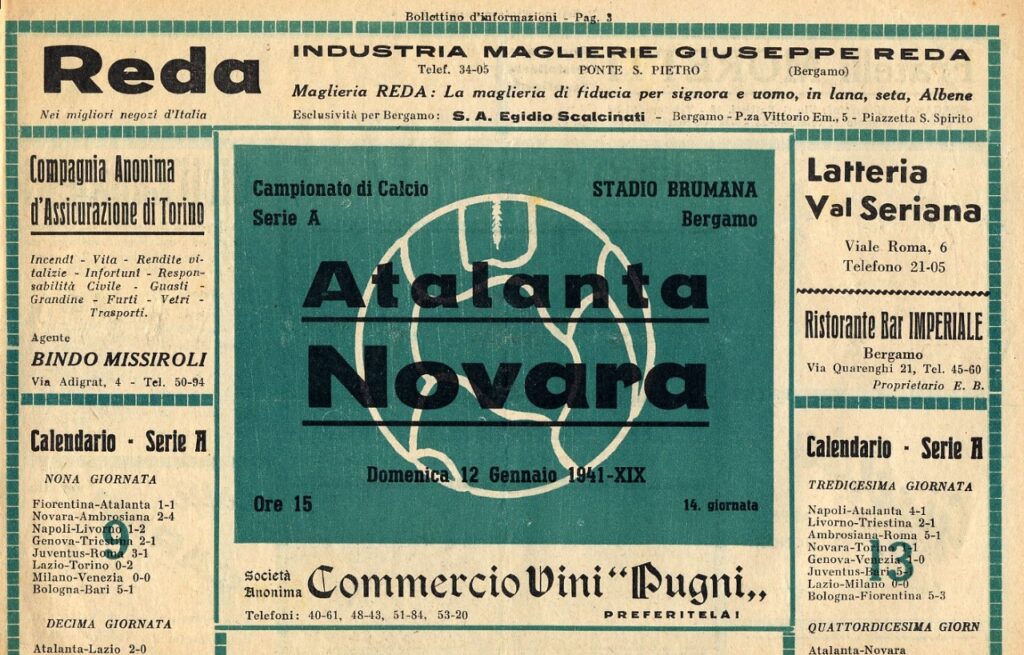 Bollettino d'informazioni - Pag. 3
Reda
Nei migliori negozi d'Italia
INDUSTRIA MAGLIERIE GIUSEPPE REDA
Telef. 34-05 PONTE S. PIETRO (Bergamo)
Maglieria REDA: La maglieria di fiducia per signora e uomo, in lana, seta, Albene
Esclusività per Bergamo: S. A. Egidio Scalcinati - Bergamo - P.za Vittorio Em., 5 - Piazzetta S. Spirito
Compagnia Anonima
d'Assicurazione di Torino
Incendi - Vita - Rendite vi-
talizie - Infortuni - Respon-
sabilità Civile - Guasti -
Grandine - Furti - Vetri -
Trasporti.
Agente
BINDO MISSIROLI
Via Adigrat, 4 - Tel. 50-94
Calendario - Serie A
NONA GIORNATA
Fiorentina-Atalanta 1-1
Novara-Ambrosiana 2-4
Napoli-Livorno 1-2
Genova-Triestina 2-1
Juventus-Roma 3-1
Lazio-Torino 0-2
Milano-Venezia 0-0
Bologna-Bari 5-1
9
DECIMA GIORNATA
Atalanta-Lazio 2-0
Campionato di Calcio
Serie A
STADIO BRUMANA
Bergamo
Atalanta
Novara
Domenica 12 Gennaio 1941-XIX
Ore 15
14. giornata
Società
Anonima
Commercio Vini "Pugni„
Telefoni: 40-61, 48-43, 51-84, 53-20
PREFERITELA!
Latteria
Val Seriana
Viale Roma, 6
Telefono 21-05
Ristorante Bar IMPERIALE
Bergamo
Via Quarenghi 21, Tel. 45-60
Proprietario E. B.
Calendario - Serie A
TREDICESIMA GIORNATA
Napoli-Atalanta 4-1
Livorno-Triestina 2-1
Ambrosiana-Roma 5-1
Novara-Torino
Genova-Venezia
Juventus-Bari
Lazio-Milano 0-0
Bologna-Fiorentina 5-3
13
QUATTORDICESIMA GIORN
Atalanta-Novara